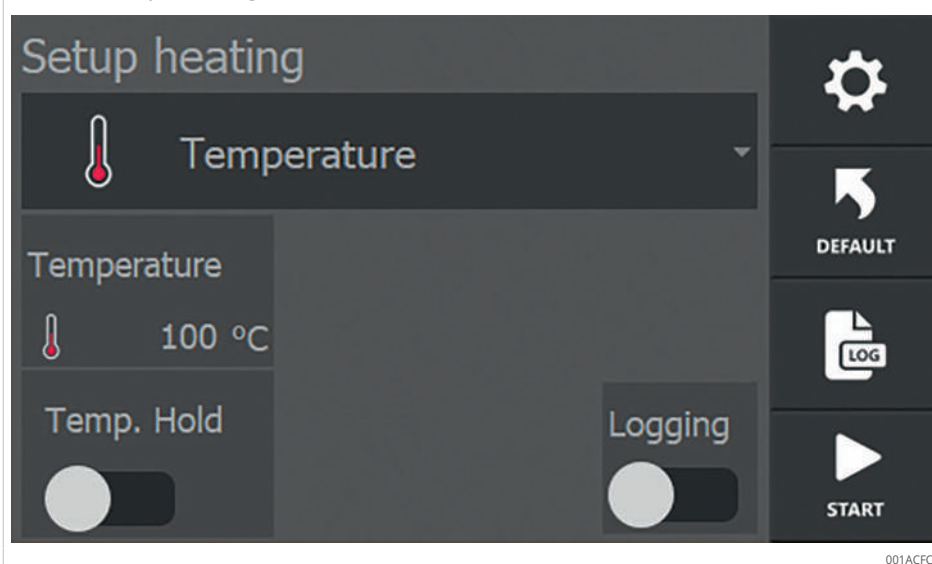 Setup heating
Temperature
Temperature
100 °C
Temp. Hold
Logging
DEFAULT
LOG
START
001ACFC